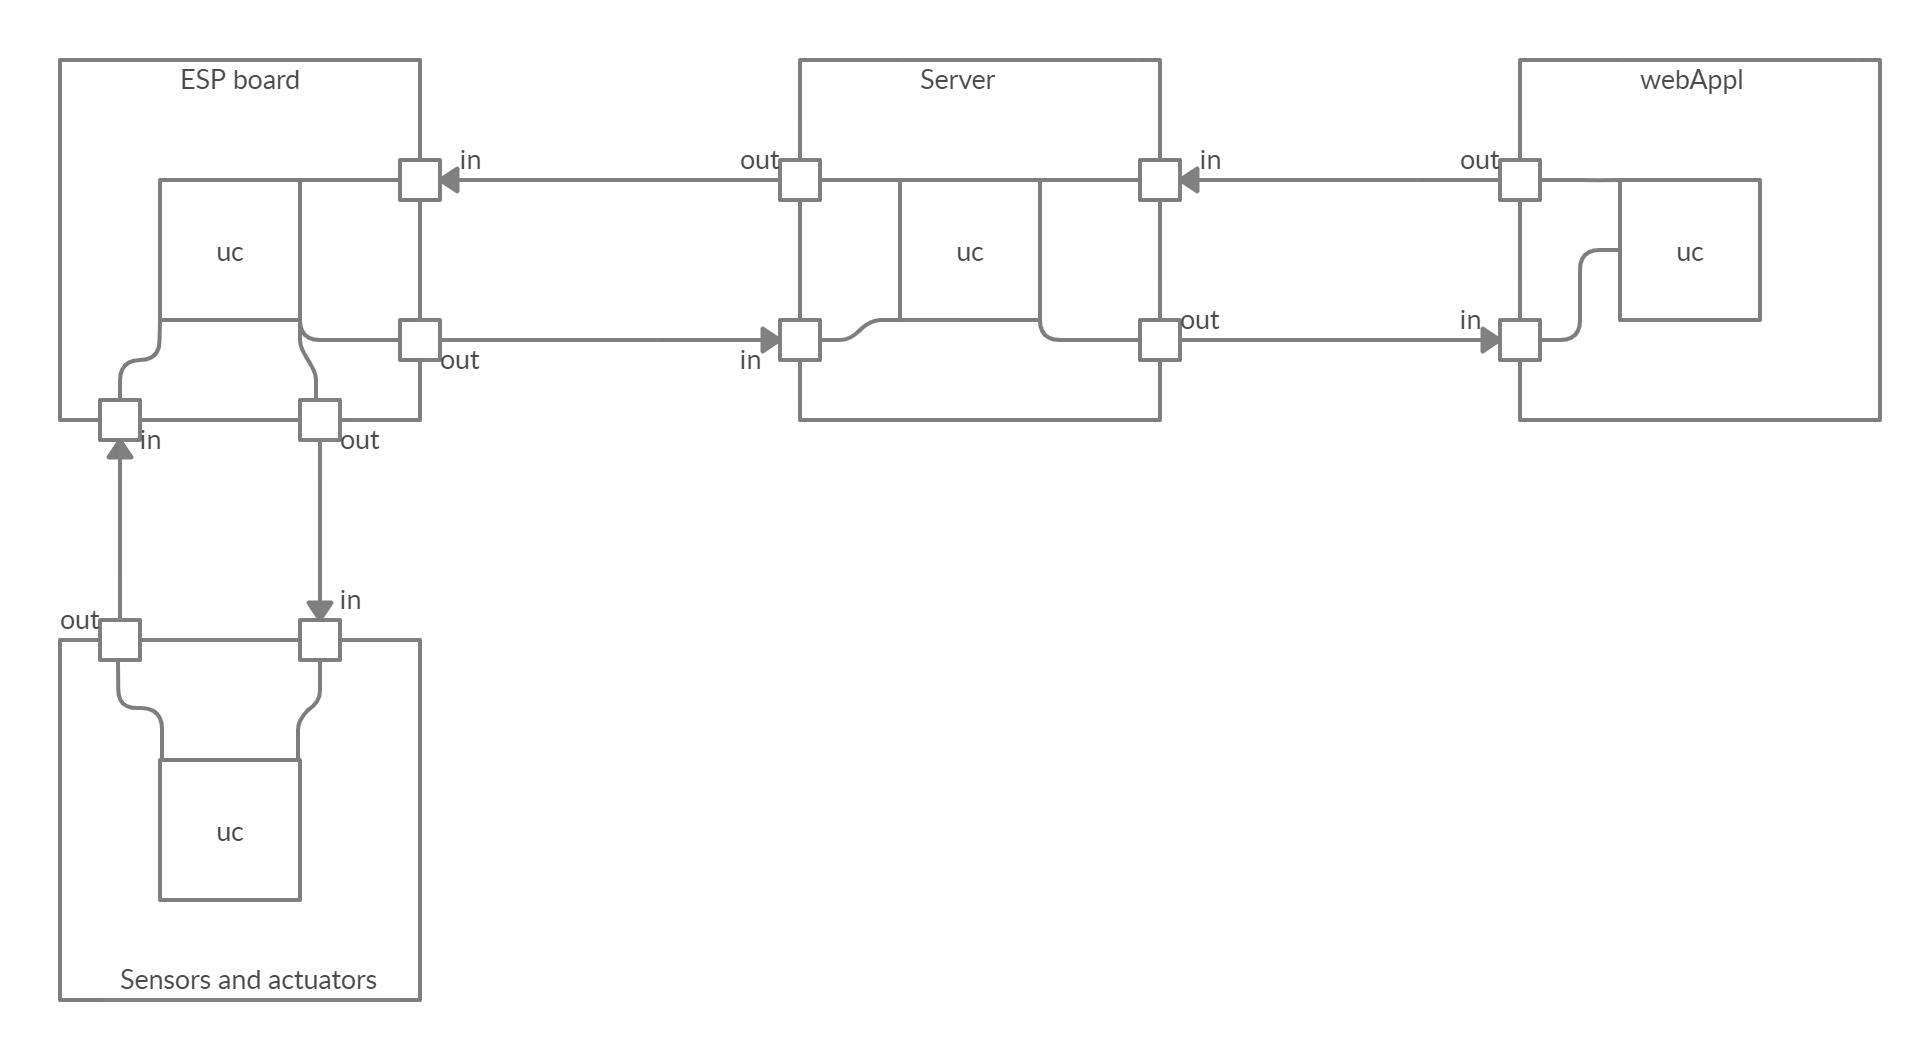 ESP board
Server
webAppl
in
out
in
out
uc
uc
uc
out
in
out
in
in
out
in
out
uc
Sensors and actuators